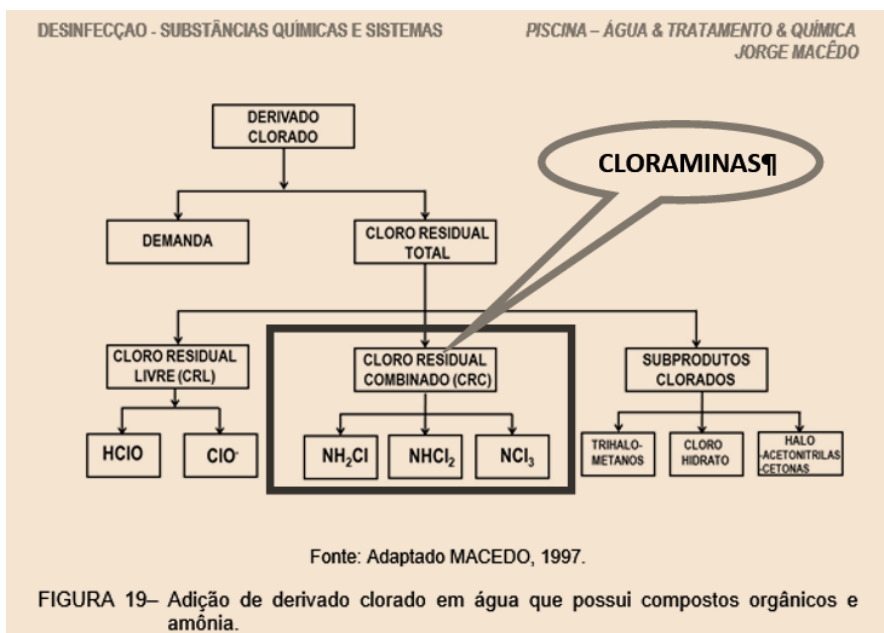 DESINFECÇAO - SUBSTÂNCIAS QUÍMICAS E SISTEMAS
PISCINA – ÁGUA & TRATAMENTO & QUÍMICA
JORGE MACÊDO
DERIVADO
CLORADO
CLORAMINAS¶
DEMANDA
CLORO RESIDUAL
TOTAL
CLORO RESIDUAL
LIVRE (CRL)
CLORO RESIDUAL
COMBINADO (CRC)
SUBPRODUTOS
CLORADOS
HClO
ClO-
NH₂Cl
NHCl₂
NCl₃
TRIHALO-
METANOS
CLORO
HIDRATO
HALO
-ACETONITRILAS
-CETONAS
Fonte: Adaptado MACEDO, 1997.
FIGURA 19– Adição de derivado clorado em água que possui compostos orgânicos e
amônia.